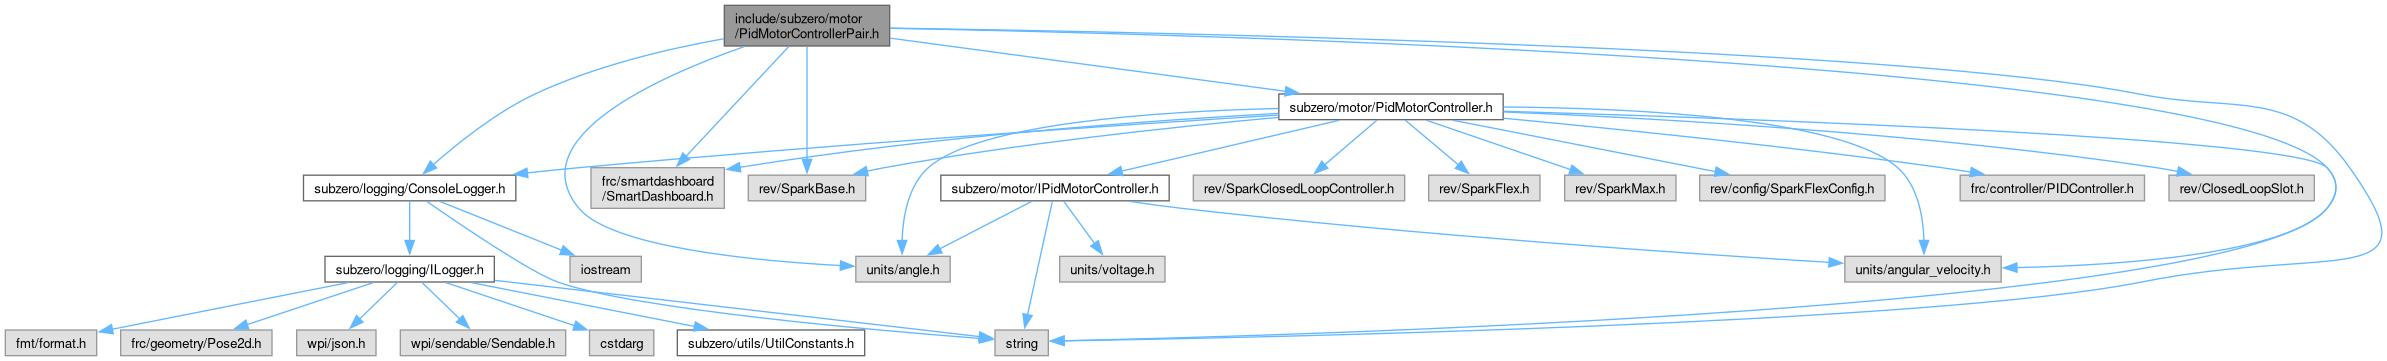 include/subzero/motor
/PidMotorControllerPair.h
subzero/motor/PidMotorController.h
subzero/logging/ConsoleLogger.h
frc/smartdashboard
/SmartDashboard.h
rev/SparkBase.h
subzero/motor/IPidMotorController.h
rev/SparkClosedLoopController.h
rev/SparkFlex.h
rev/SparkMax.h
rev/config/SparkFlexConfig.h
frc/controller/PIDController.h
rev/ClosedLoopSlot.h
subzero/logging/ILogger.h
iostream
units/angle.h
units/voltage.h
units/angular_velocity.h
fmt/format.h
frc/geometry/Pose2d.h
wpi/json.h
wpi/sendable/Sendable.h
cstdarg
subzero/utils/UtilConstants.h
string